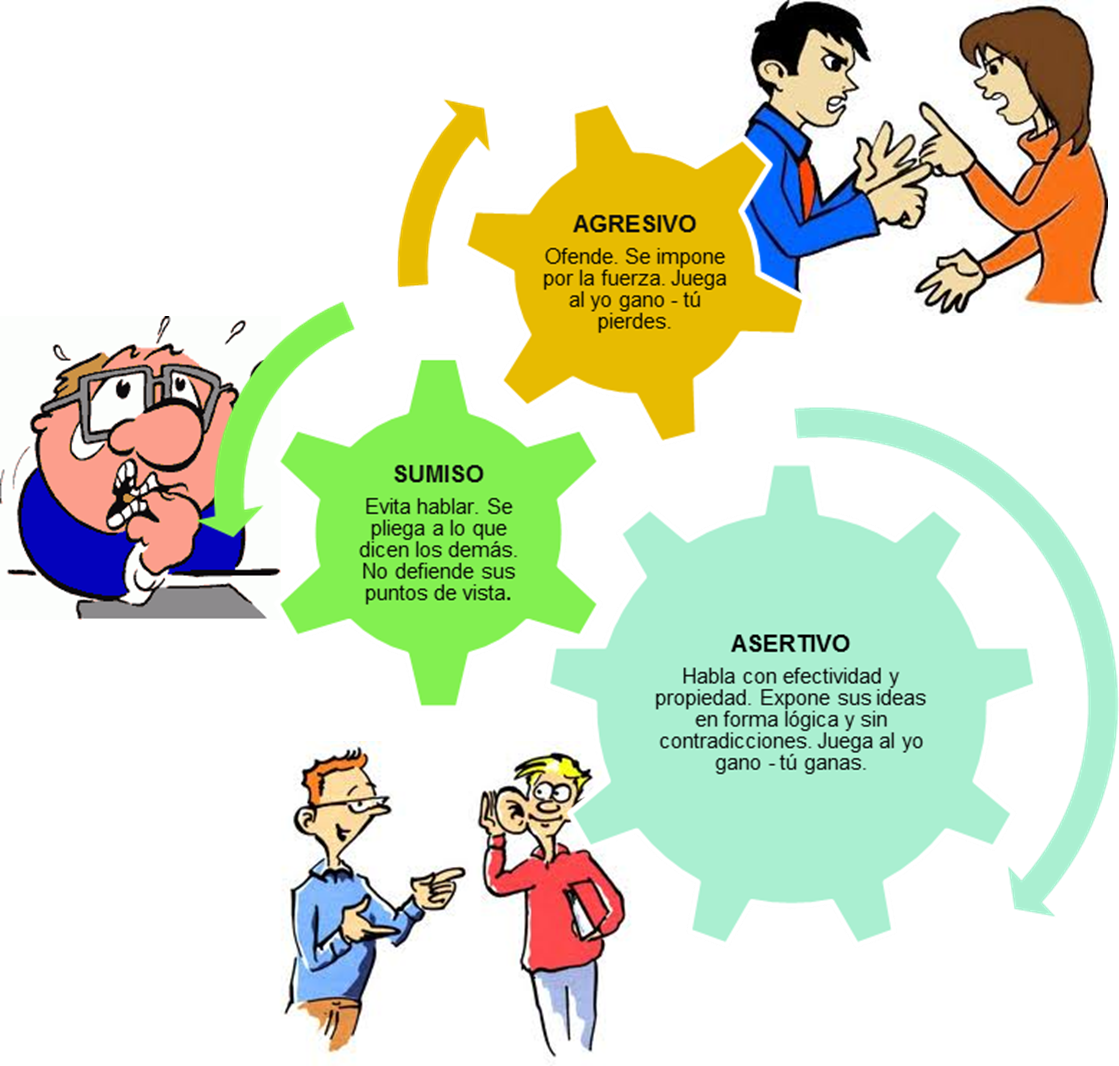 AGRESIVO
Ofende. Se impone
por la fuerza. Juega
al yo gano - tú
pierdes.
SUMISO
Evita hablar. Se
pliega a lo que
dicen los demás.
No defiende sus
puntos de vista.
ASERTIVO
Habla con efectividad y
propiedad. Expone sus ideas
en forma lógica y sin
contradicciones. Juega al yo
gano - tú ganas.